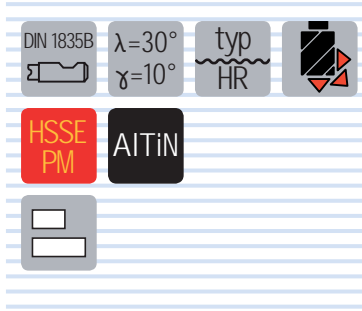 DIN 1835B
λ=30°
γ=10°
typ
HR
HSSE
PM
AlTiN